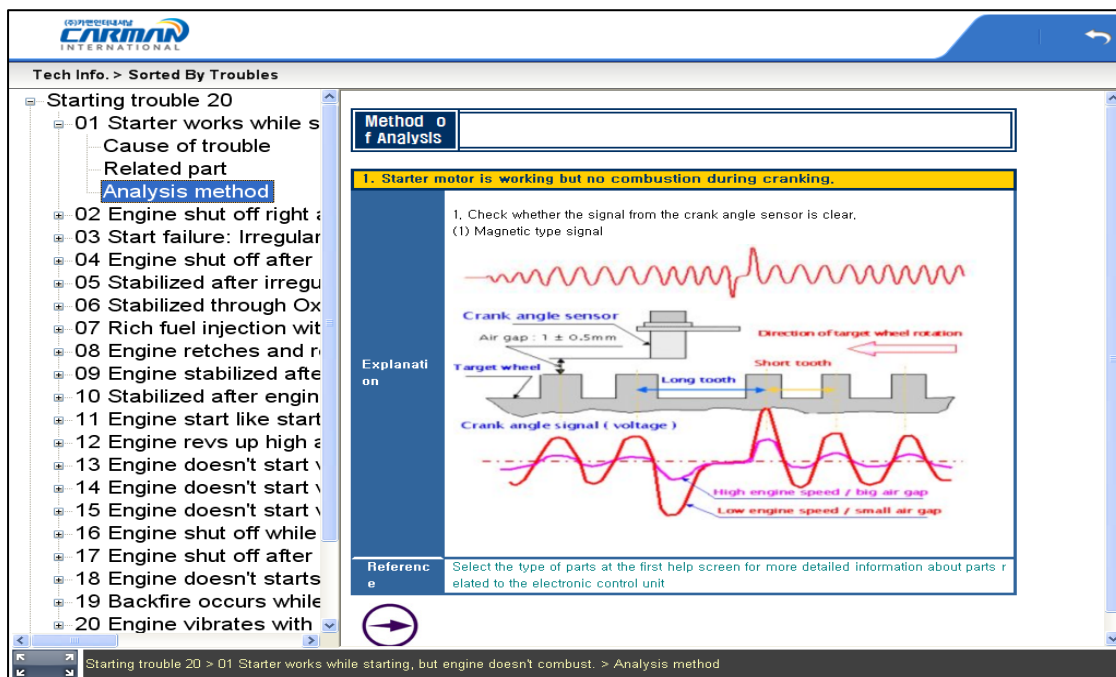 (주)카맨인터내셔널
CARMAN
INTERNATIONAL
Tech Info. > Sorted By Troubles
Starting trouble 20
01 Starter works while s
Cause of trouble
Related part
Analysis method
02 Engine shut off right a
03 Start failure: Irregular
04 Engine shut off after
05 Stabilized after irregu
06 Stabilized through Ox
07 Rich fuel injection wit
08 Engine retches and r
09 Engine stabilized afte
10 Stabilized after engin
11 Engine start like start
12 Engine revs up high a
13 Engine doesn't start
14 Engine doesn't start
15 Engine doesn't start
16 Engine shut off while
17 Engine shut off after
18 Engine doesn't starts
19 Backfire occurs while
20 Engine vibrates with
Method o
f Analysis
1. Starter motor is working but no combustion during cranking.
Explanati
on
1. Check whether the signal from the crank angle sensor is clear.
(1) Magnetic type signal
Crank angle sensor
Air gap : 1 ± 0.5mm
Direction of target wheel rotation
Target wheel
Long tooth
Short tooth
Crank angle signal ( voltage )
High engine speed / big air gap
Low engine speed / small air gap
Referenc
e
Select the type of parts at the first help screen for more detailed information about parts r
elated to the electronic control unit
Starting trouble 20 > 01 Starter works while starting, but engine doesn't combust. > Analysis method